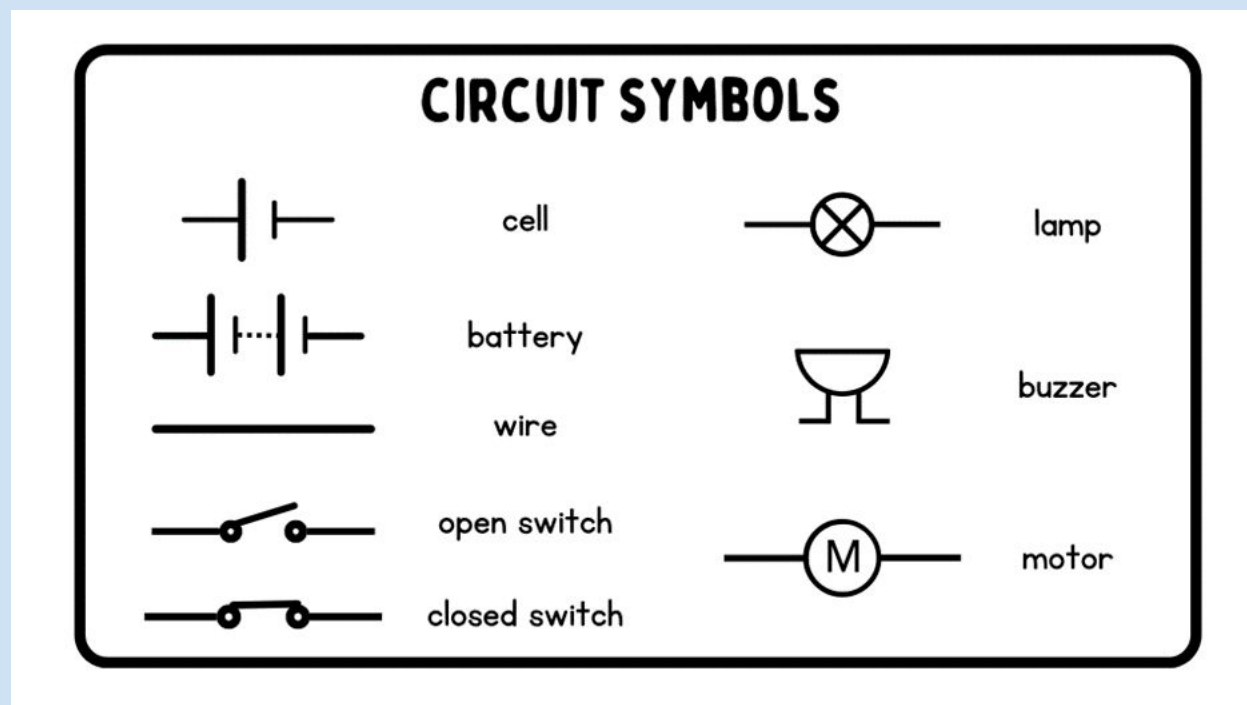 CIRCUIT SYMBOLS
cell
battery
wire
open switch
closed switch
lamp
buzzer
M
motor